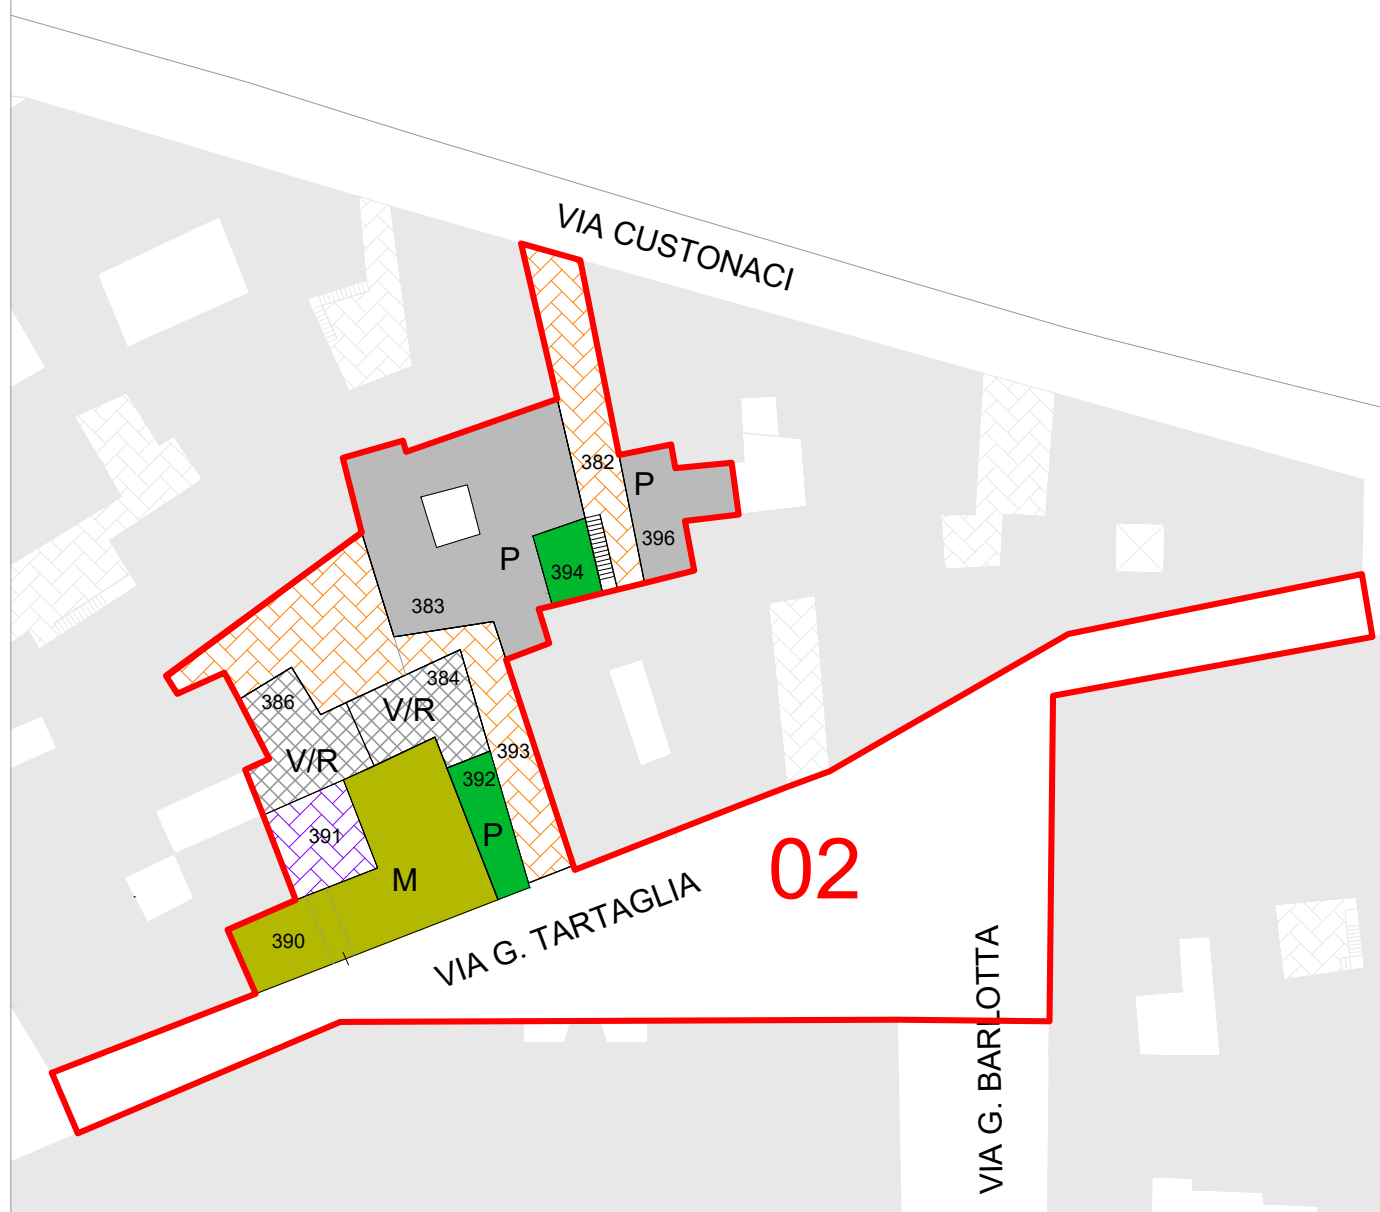 VIA CUSTONACI
382
P
396
P
394
383
384
386
V/R
V/R
393
392
391
P
M
02
390
VIA G. TARTAGLIA
VIA G. BARLOTTA